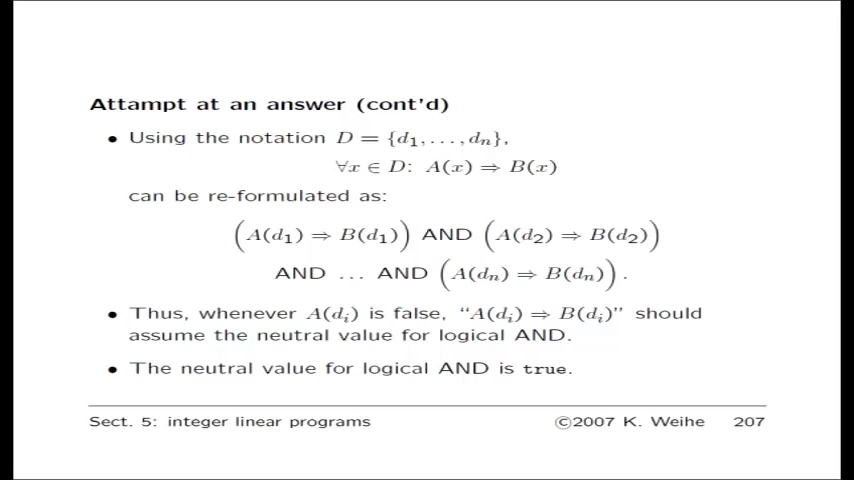 Attampt at an answer (cont'd)
• Using the notation D = {d₁, . . . , dₙ},
∀x ∈ D: A(x) ⇒ B(x)
can be re-formulated as:
(A(d₁) ⇒ B(d₁)) AND (A(d₂) ⇒ B(d₂))
AND ... AND (A(dₙ) ⇒ B(dₙ)).
• Thus, whenever A(dᵢ) is false, “A(dᵢ) ⇒ B(dᵢ)” should
assume the neutral value for logical AND.
• The neutral value for logical AND is true.
Sect. 5: integer linear programs ©2007 K. Weihe 207